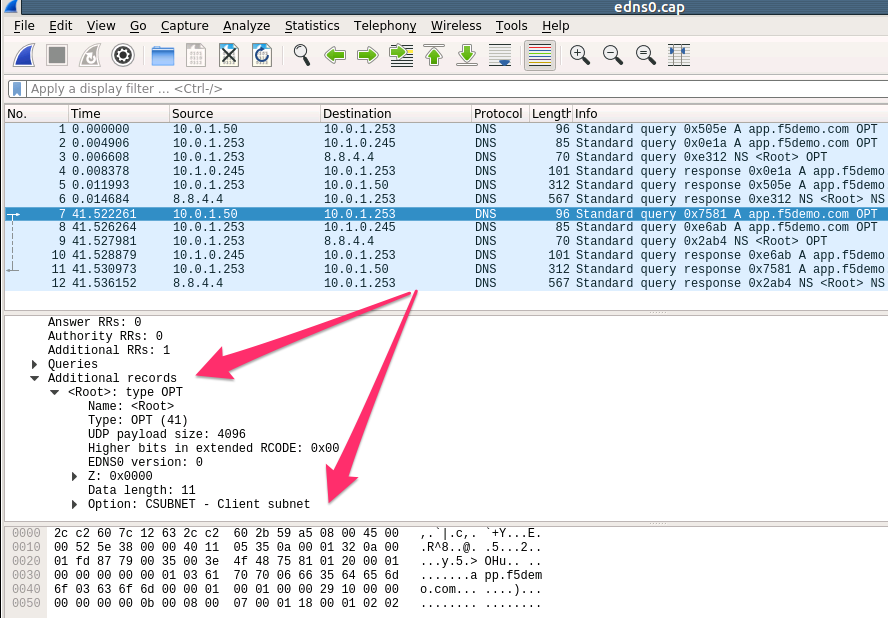 edns0.cap
File Edit View Go Capture Analyze Statistics Telephony Wireless Tools Help
Apply a display filter ... <Ctrl-/>
No. Time Source Destination Protocol Length Info
1 0.000000 10.0.1.50 10.0.1.253 DNS 96 Standard query 0x505e A app.f5demo.com OPT
2 0.004906 10.0.1.253 10.1.0.245 DNS 85 Standard query 0x0e1a A app.f5demo.com OPT
3 0.006608 10.0.1.253 8.8.4.4 DNS 70 Standard query 0xe312 NS <Root> OPT
4 0.008378 10.1.0.245 10.0.1.253 DNS 101 Standard query response 0x0e1a A app.f5demo
5 0.011993 10.0.1.253 10.0.1.50 DNS 312 Standard query response 0x505e A app.f5demo
6 0.014684 8.8.4.4 10.0.1.253 DNS 567 Standard query response 0xe312 NS <Root> NS
7 41.522261 10.0.1.50 10.0.1.253 DNS 96 Standard query 0x7581 A app.f5demo.com OPT
8 41.526264 10.0.1.253 10.1.0.245 DNS 85 Standard query 0xe6ab A app.f5demo.com OPT
9 41.527981 10.0.1.253 8.8.4.4 DNS 70 Standard query 0x2ab4 NS <Root> OPT
10 41.528879 10.1.0.245 10.0.1.253 DNS 101 Standard query response 0xe6ab A app.f5demo
11 41.530973 10.0.1.253 10.0.1.50 DNS 312 Standard query response 0x7581 A app.f5demo
12 41.536152 8.8.4.4 10.0.1.253 DNS 567 Standard query response 0x2ab4 NS <Root> NS
Answer RRs: 0
Authority RRs: 0
Additional RRs: 1
Queries
Additional records
<Root>: type OPT
Name: <Root>
Type: OPT (41)
UDP payload size: 4096
Higher bits in extended RCODE: 0x00
EDNS0 version: 0
Z: 0x0000
Data length: 11
Option: CSUBNET - Client subnet
0000 2c c2 60 7c 12 63 2c c2 60 2b 59 a5 08 00 45 00 ,.`|.c,. `+Y...E.
0010 00 52 5e 38 00 00 40 11 05 35 0a 00 01 32 0a 00 .R^8..@. .5...2..
0020 01 fd 87 79 00 35 00 3e 4f 48 75 81 01 20 00 01 ...y.5.> OHu.. ..
0030 00 00 00 00 00 01 03 61 70 70 06 66 35 64 65 6d .......a pp.f5dem
0040 6f 03 63 6f 6d 00 00 01 00 01 00 00 29 10 00 00 o.com... ....)...
0050 00 00 00 00 0b 00 08 00 07 00 01 18 00 01 02 02 ........ ........